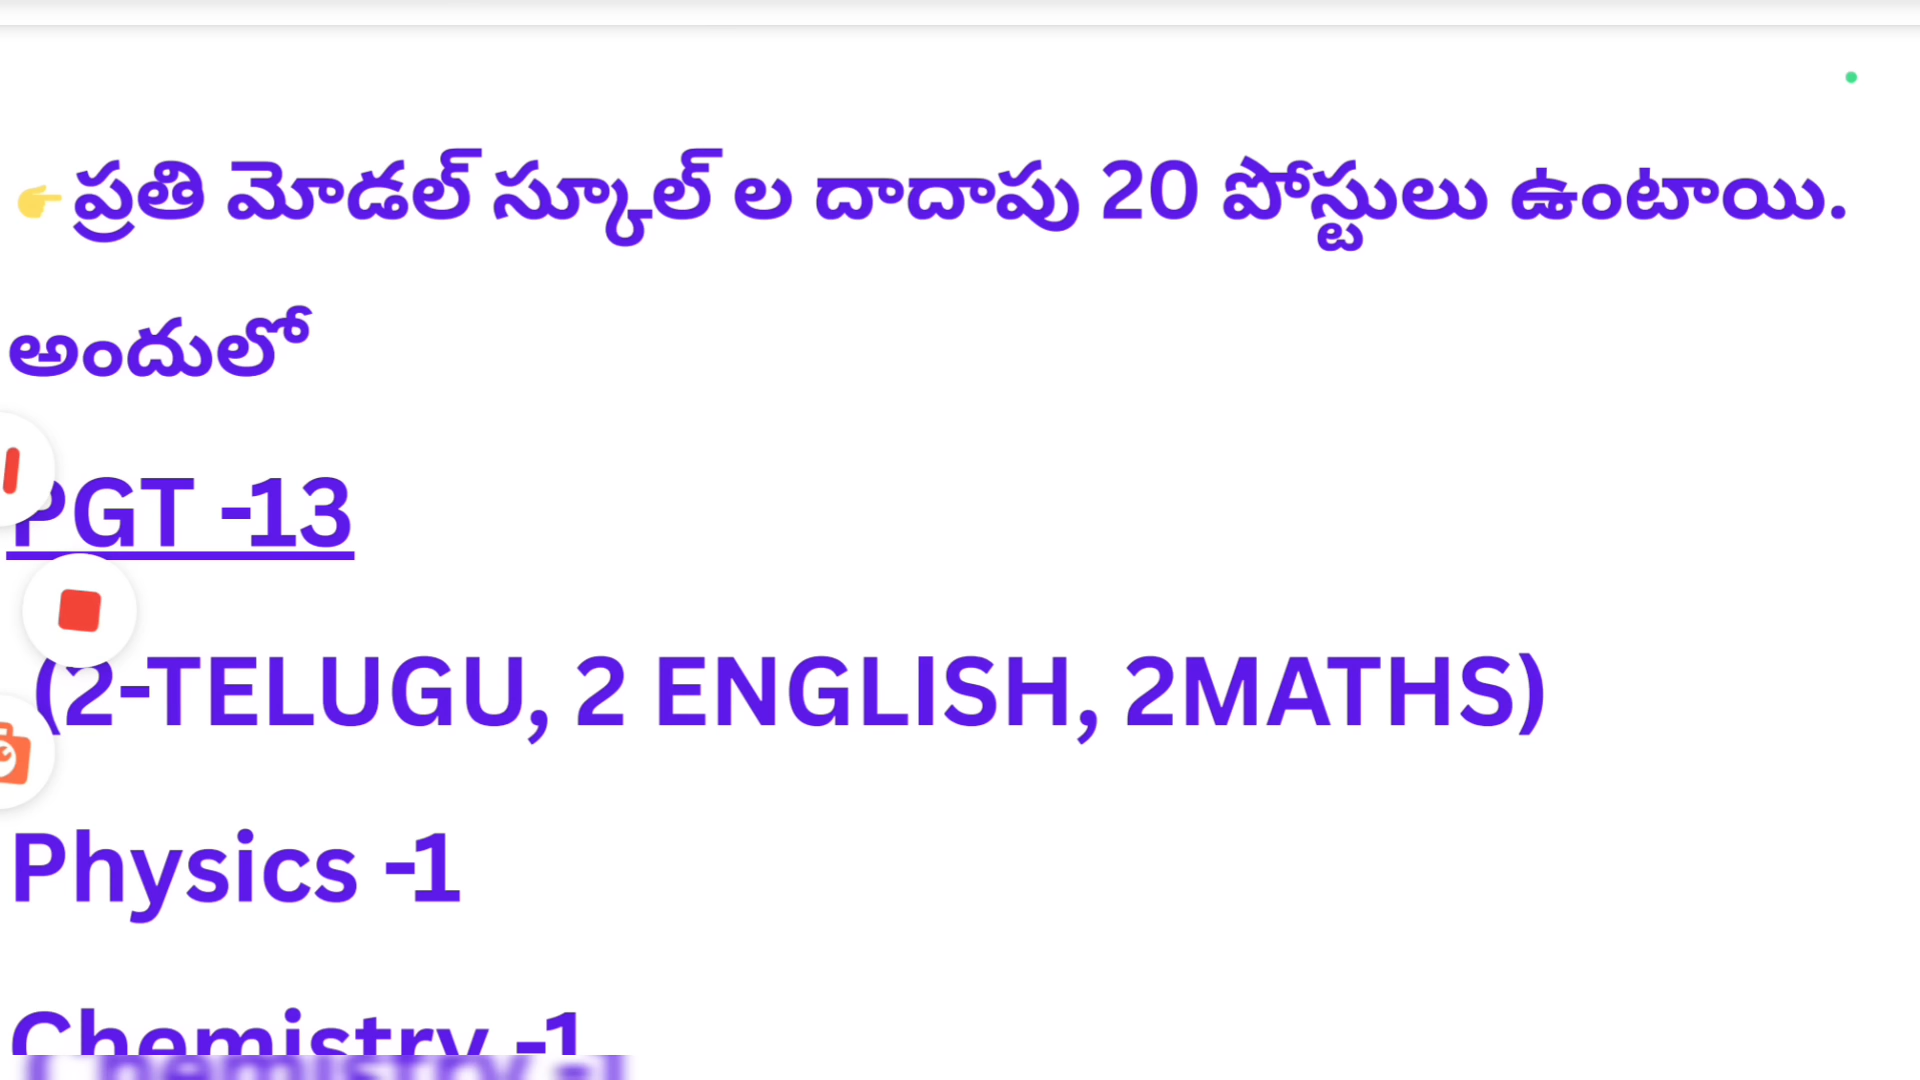 👉ప్రతి మోడల్ స్కూల్ ల దాదాపు 20 పోస్టులు ఉంటాయి.
అందులో
PGT -13
(2-TELUGU, 2 ENGLISH, 2MATHS)
Physics -1
Chemistry -1